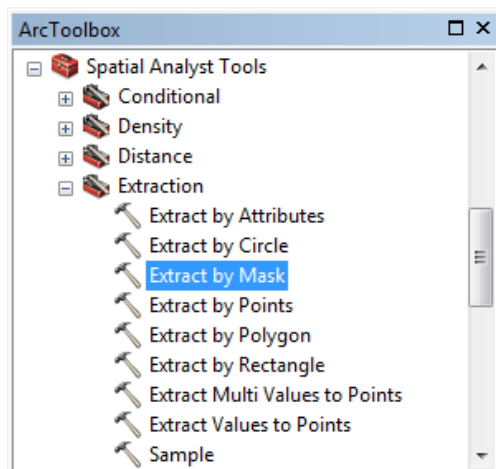 ArcToolbox
Spatial Analyst Tools
Conditional
Density
Distance
Extraction
Extract by Attributes
Extract by Circle
Extract by Mask
Extract by Points
Extract by Polygon
Extract by Rectangle
Extract Multi Values to Points
Extract Values to Points
Sample